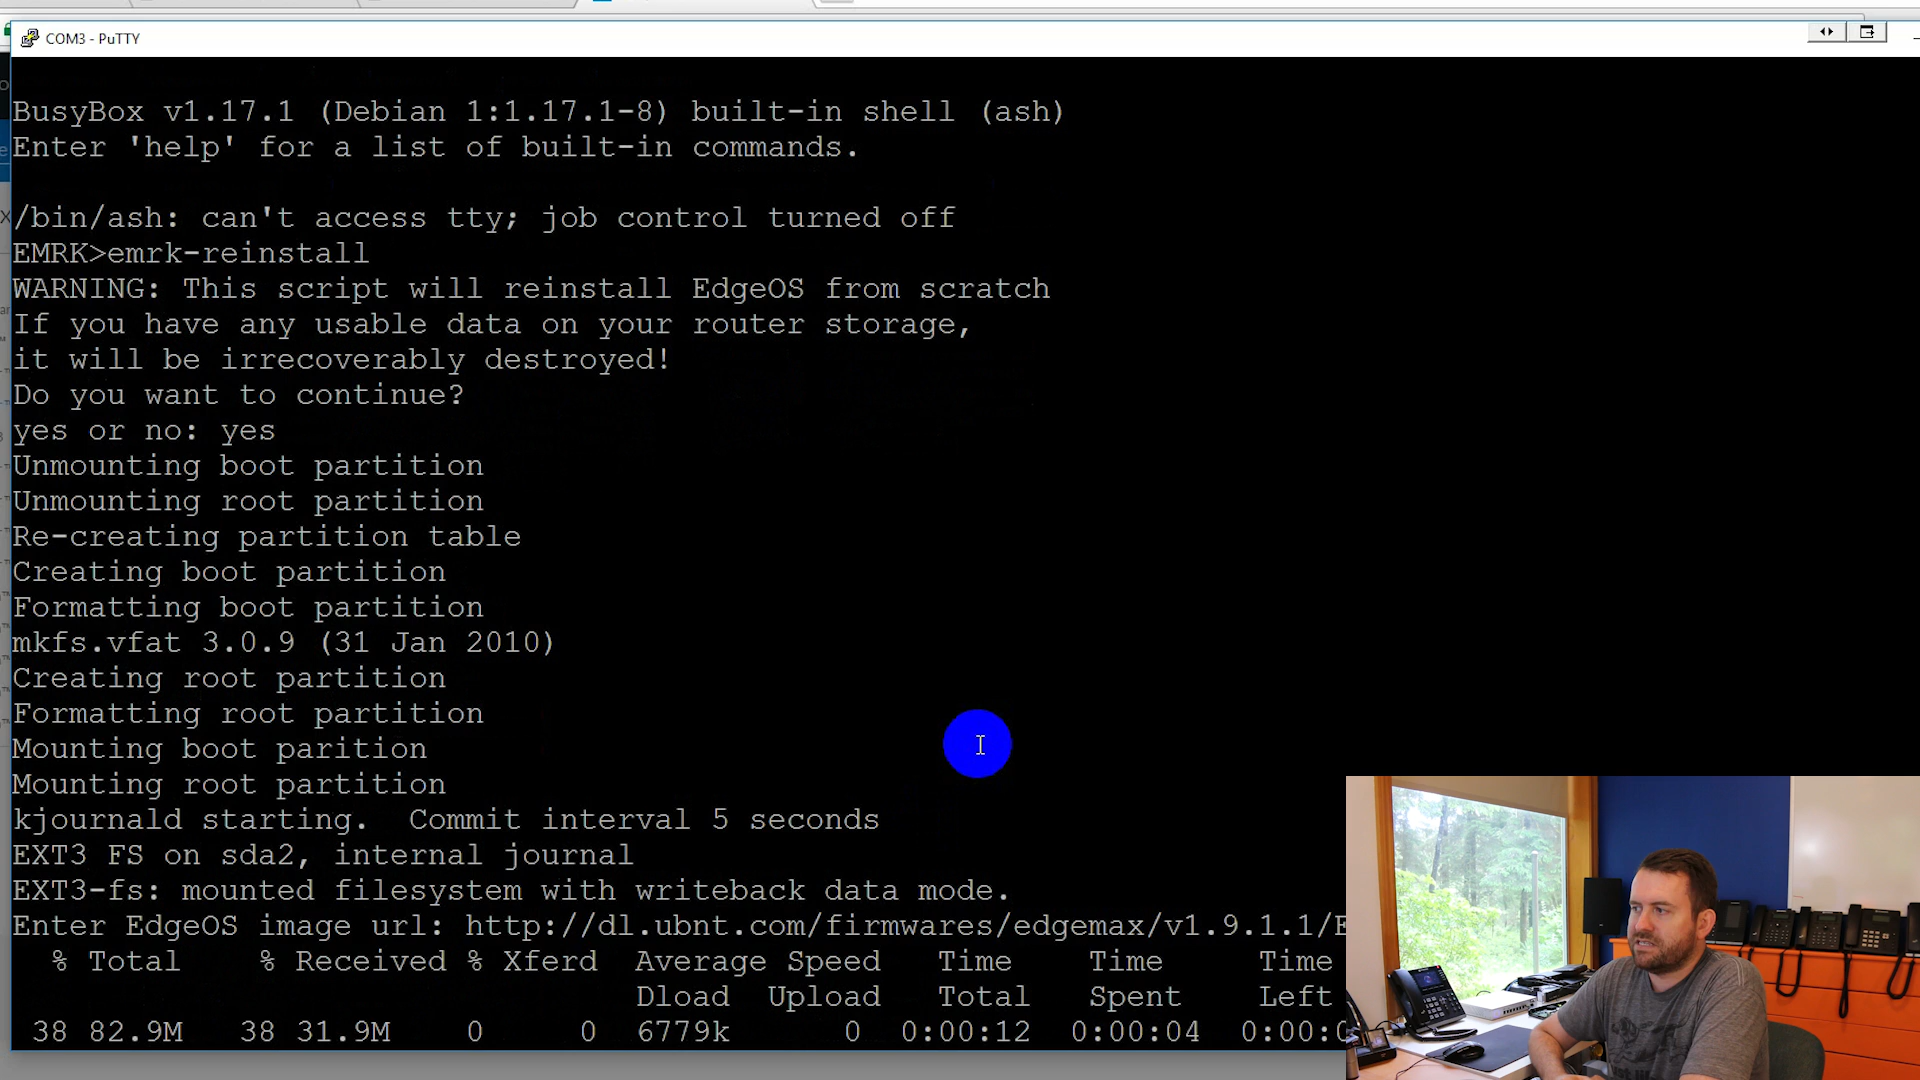 COM3 - PuTTY
BusyBox v1.17.1 (Debian 1:1.17.1-8) built-in shell (ash)
Enter 'help' for a list of built-in commands.
/bin/ash: can't access tty; job control turned off
EMRK>emrk-reinstall
WARNING: This script will reinstall EdgeOS from scratch
If you have any usable data on your router storage,
it will be irrecoverably destroyed!
Do you want to continue?
yes or no: yes
Unmounting boot partition
Unmounting root partition
Re-creating partition table
Creating boot partition
Formatting boot partition
mkfs.vfat 3.0.9 (31 Jan 2010)
Creating root partition
Formatting root partition
Mounting boot parition
Mounting root partition
kjournald starting.  Commit interval 5 seconds
EXT3 FS on sda2, internal journal
EXT3-fs: mounted filesystem with writeback data mode.
Enter EdgeOS image url: http://dl.ubnt.com/firmwares/edgemax/v1.9.1.1/E
% Total % Received % Xferd Average Speed Time Time Time
Dload Upload Total Spent Left
38 82.9M 38 31.9M 0 0 6779k 0 0:00:12 0:00:04 0:00:0